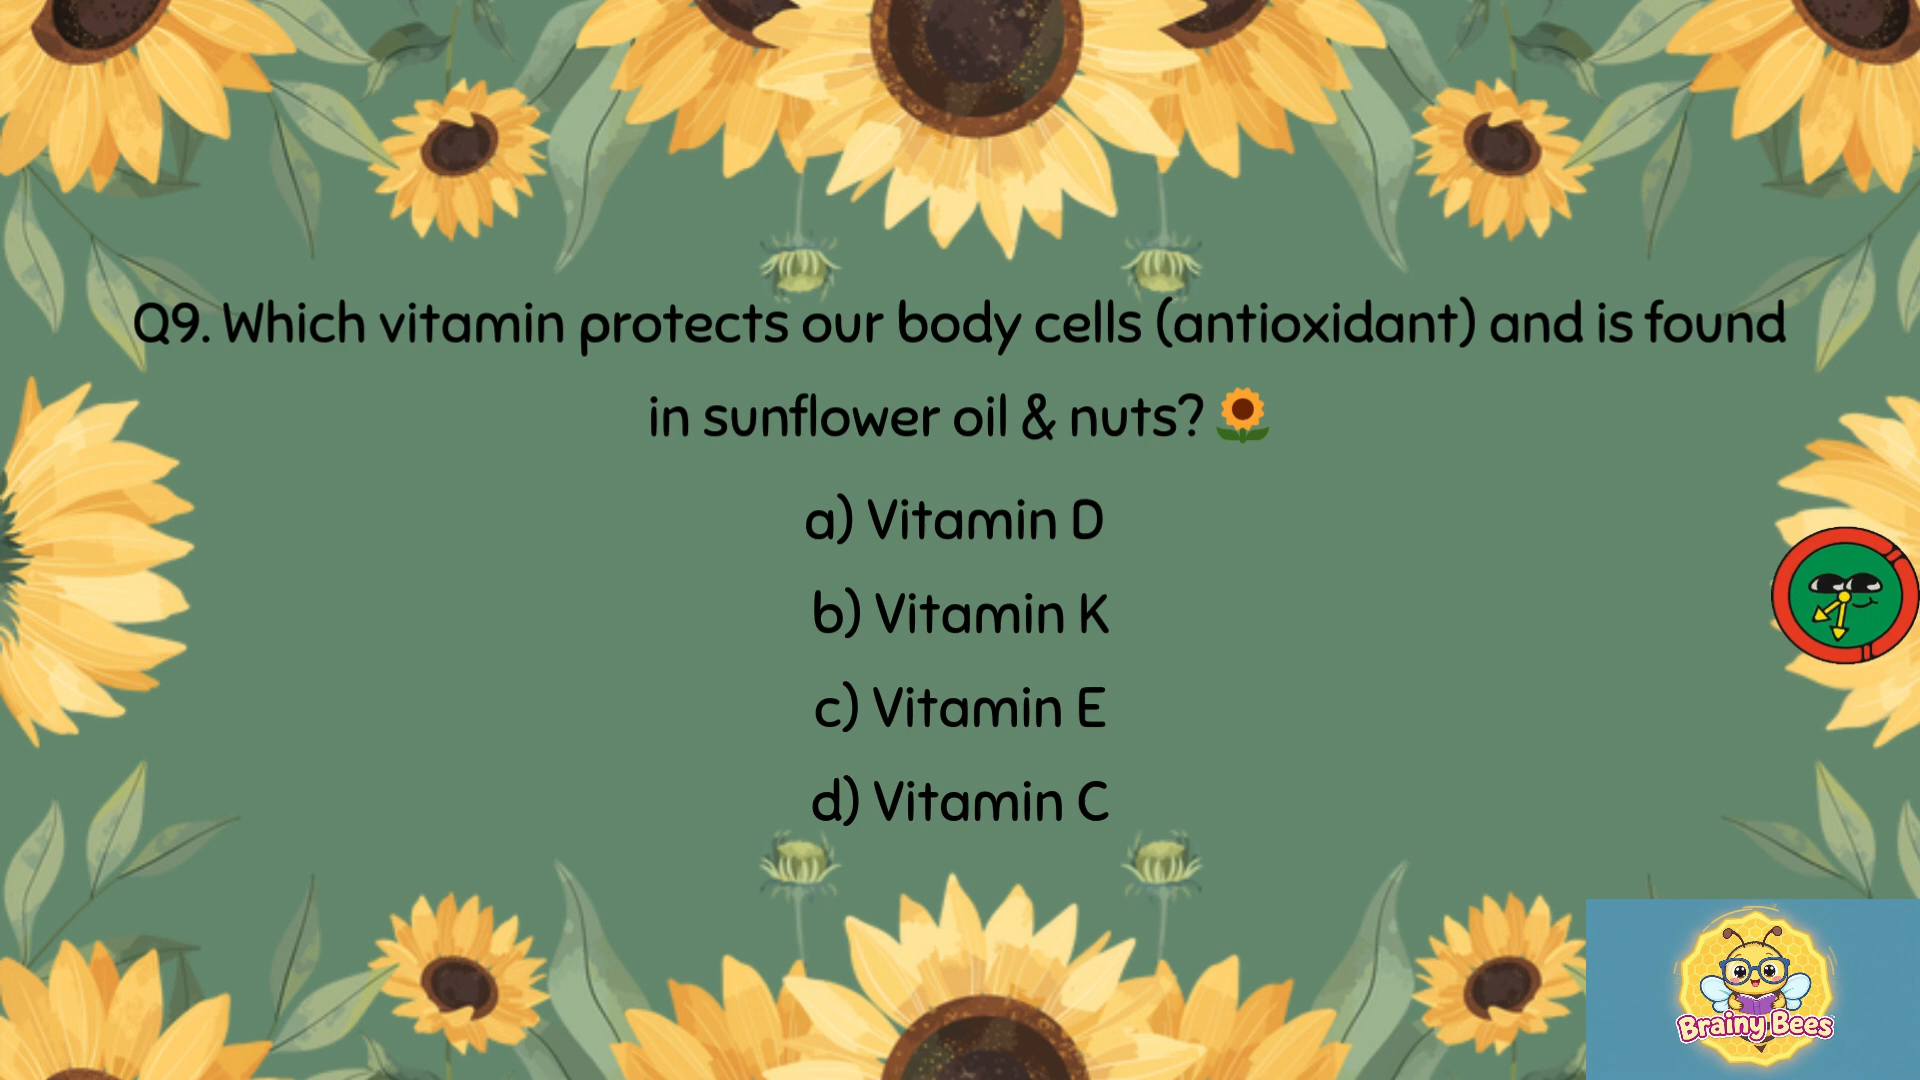 Q9. Which vitamin protects our body cells (antioxidant) and is found
in sunflower oil & nuts? 🌻
a) Vitamin D
b) Vitamin K
c) Vitamin E
d) Vitamin C
Brainy Bees